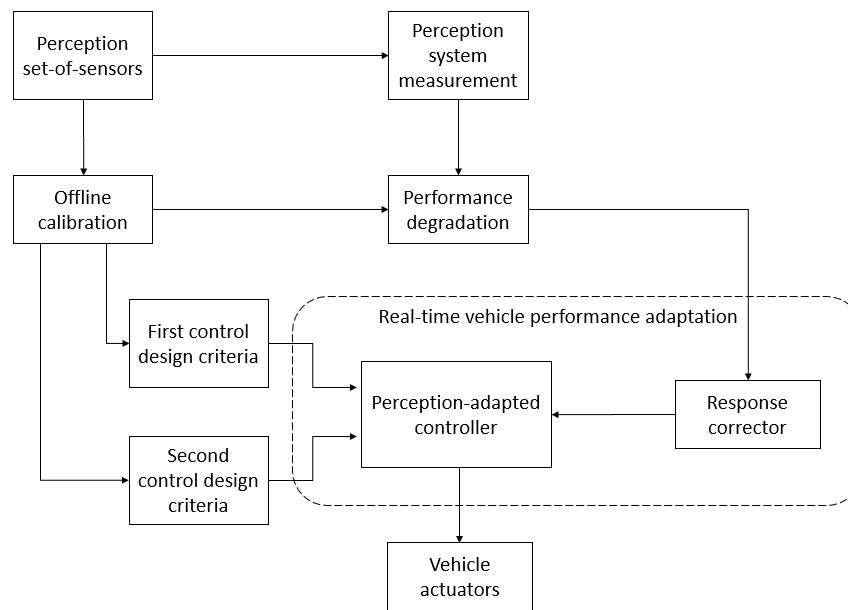 Perception
set-of-sensors
Perception
system
measurement
Offline
calibration
Performance
degradation
First control
design criteria
Real-time vehicle performance adaptation
Perception-adapted
controller
Response
corrector
Second
control design
criteria
Vehicle
actuators